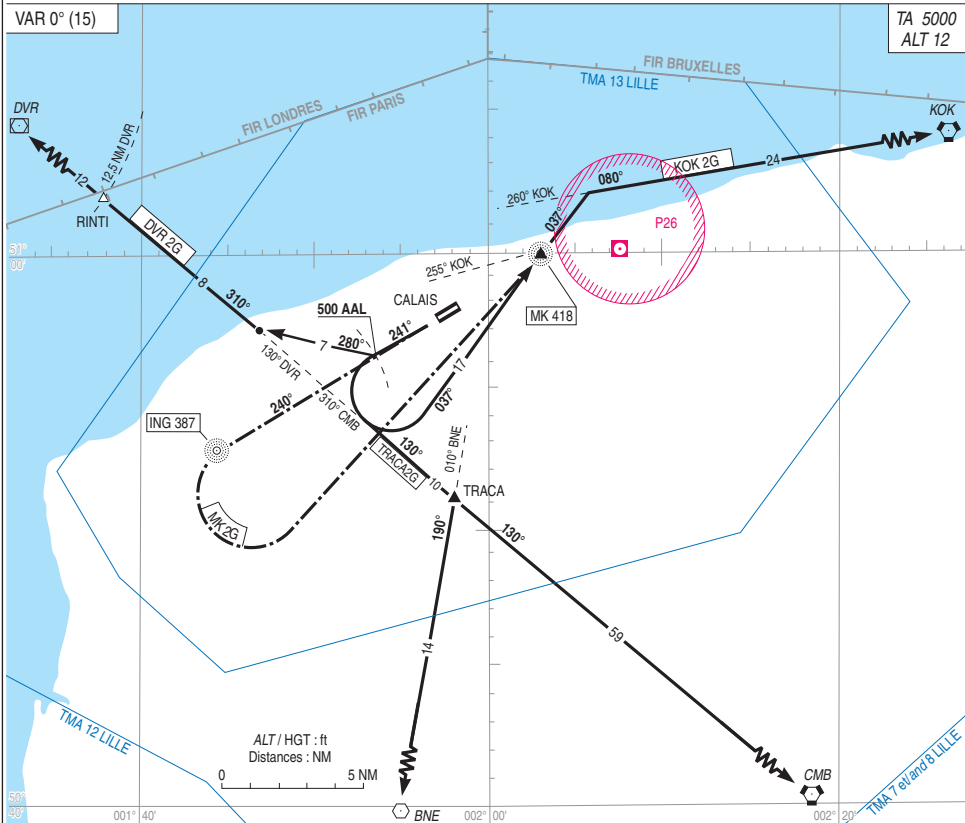 VAR 0° (15)
TA 5000
ALT 12
FIR BRUXELLES
TMA 13 LILLE
FIR LONDRES
FIR PARIS
DVR
12.5 NM DVR
12
RINTI
KOK
KOK 2G
24
080°
260° KOK
037°
P26
DVR 2G
51°
00'
255° KOK
8
310°
CALAIS
500 AAL
241°
MK 418
7
280°
130° DVR
17
037°
310° CMB
240°
ING 387
130°
010° BNE
TRACA2G
10
TRACA
MK 2G
190°
130°
59
14
TMA 12 LILLE
ALT / HGT : ft
Distances : NM
0
5 NM
CMB
TMA 7 et/and 8 LILLE
50°
40'
001° 40'
BNE
002° 00'
002° 20'